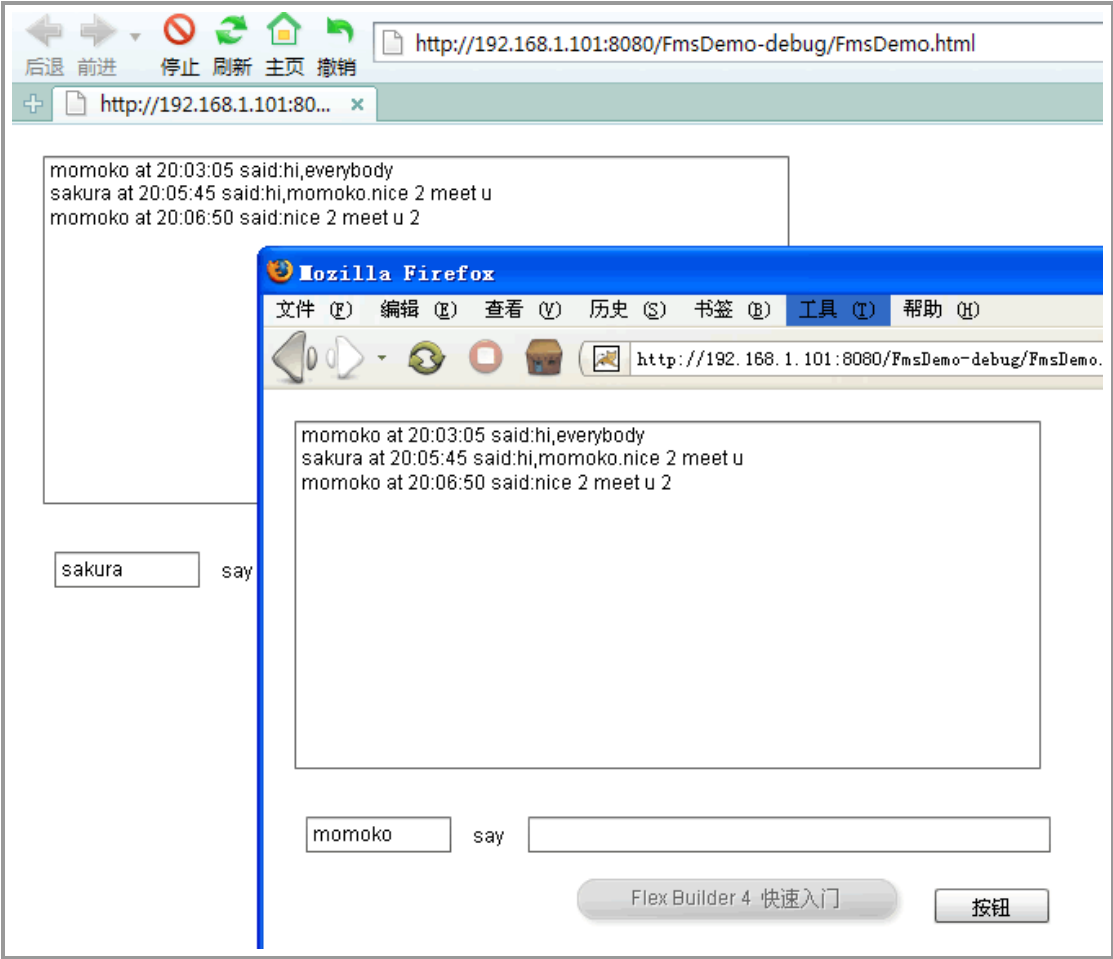 后退 前进 停止 刷新 主页 撤销
http://192.168.1.101:8080/FmsDemo-debug/FmsDemo.html
http://192.168.1.101:80...
momoko at 20:03:05 said:hi,everybody
sakura at 20:05:45 said:hi,momoko.nice 2 meet u
momoko at 20:06:50 said:nice 2 meet u 2
sakura say
Mozilla Firefox
文件 (F) 编辑 (E) 查看 (V) 历史 (S) 书签 (B) 工具 (T) 帮助 (H)
http://192.168.1.101:8080/FmsDemo-debug/FmsDemo.
momoko at 20:03:05 said:hi,everybody
sakura at 20:05:45 said:hi,momoko.nice 2 meet u
momoko at 20:06:50 said:nice 2 meet u 2
momoko say
Flex Builder 4 快速入门
按钮